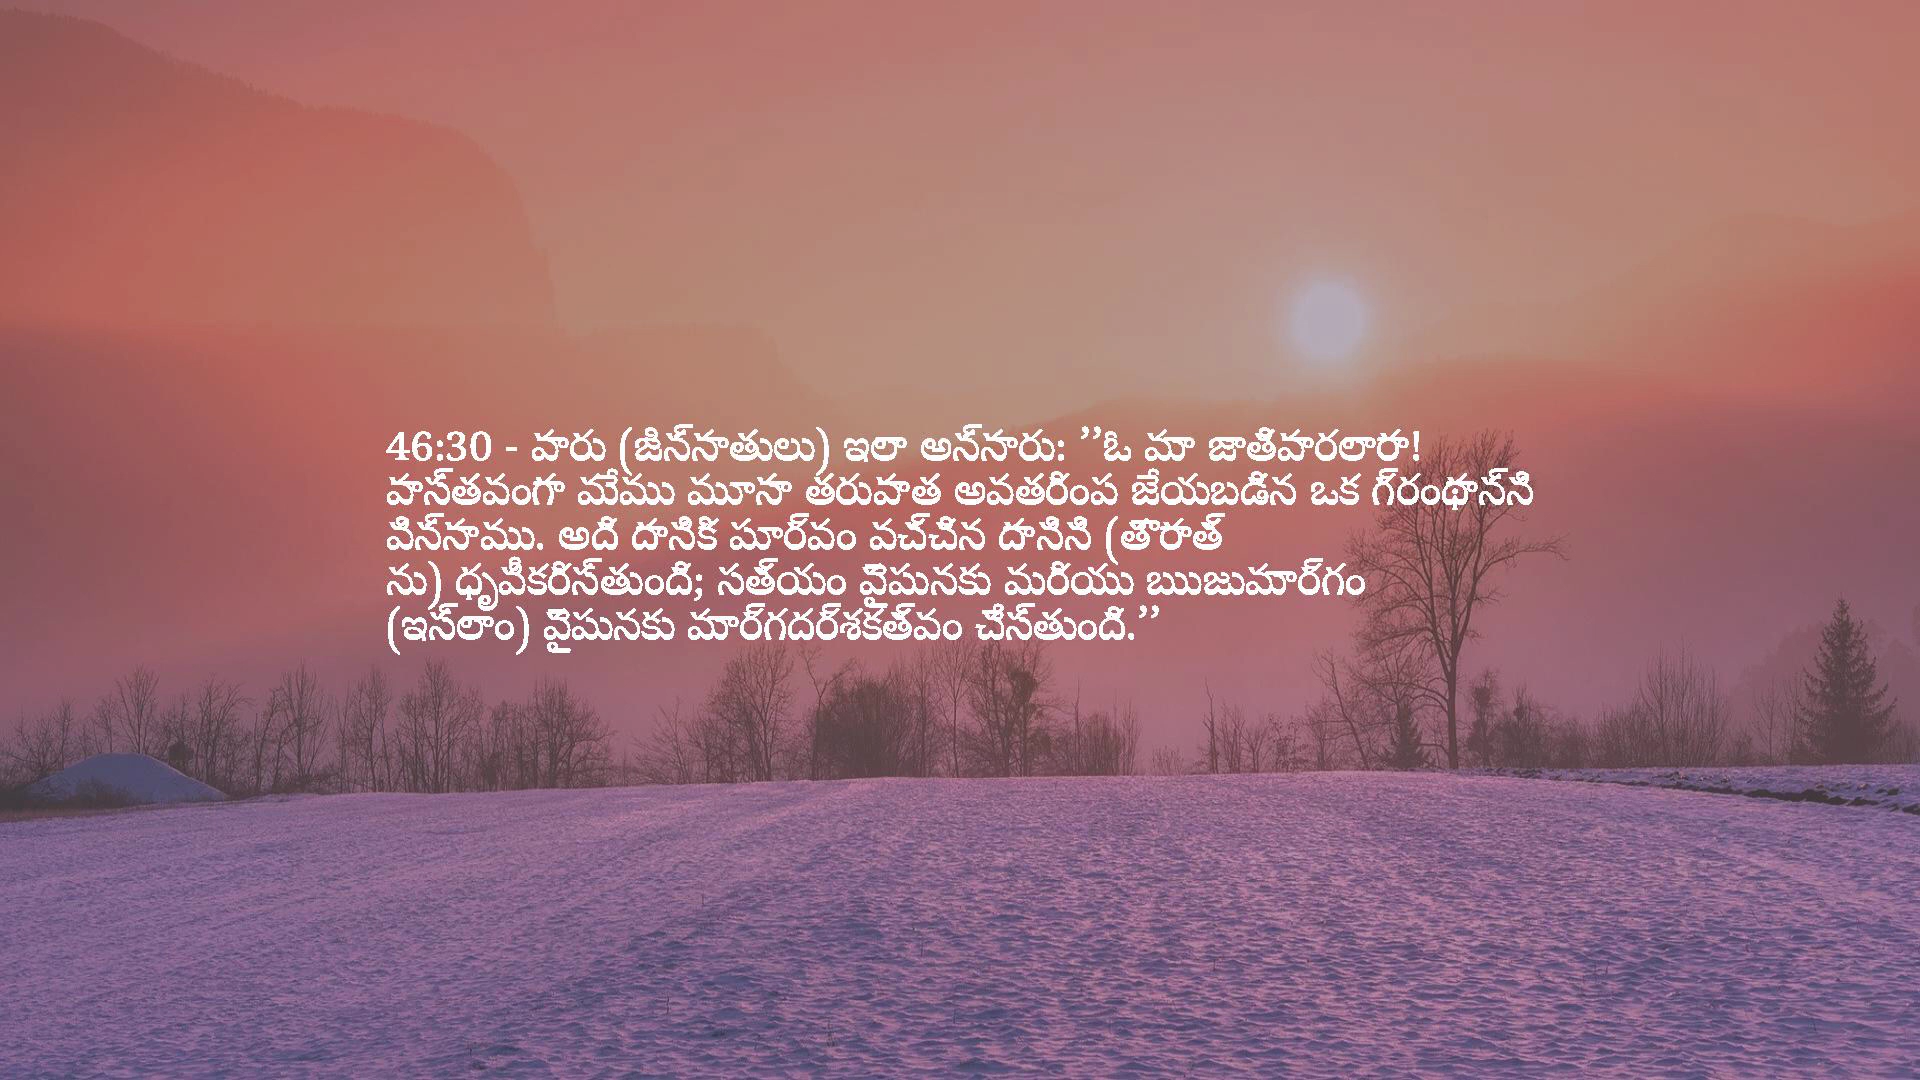 46:30 - వారు (జిన్నాతులు) ఇలా అన్నారు: ’’ఓ మా జాతివారలారా!
వాస్తవంగా మేము మూసా తరువాత అవతరింప జేయబడిన ఒక గ్రంథాన్ని
విన్నాము. అది దానికి పూర్వం వచ్చిన దానిని (తౌరాత్
ను) ధృవీకరిస్తుంది; సత్యం వైపునకు మరియు ఋజుమార్గం
(ఇస్లాం) వైపునకు మార్గదర్శకత్వం చేస్తుంది.’’